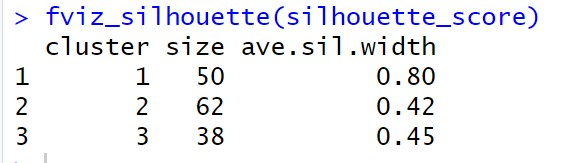 > fviz_silhouette(silhouette_score)
cluster size ave.sil.width
1 1 50 0.80
2 2 62 0.42
3 3 38 0.45